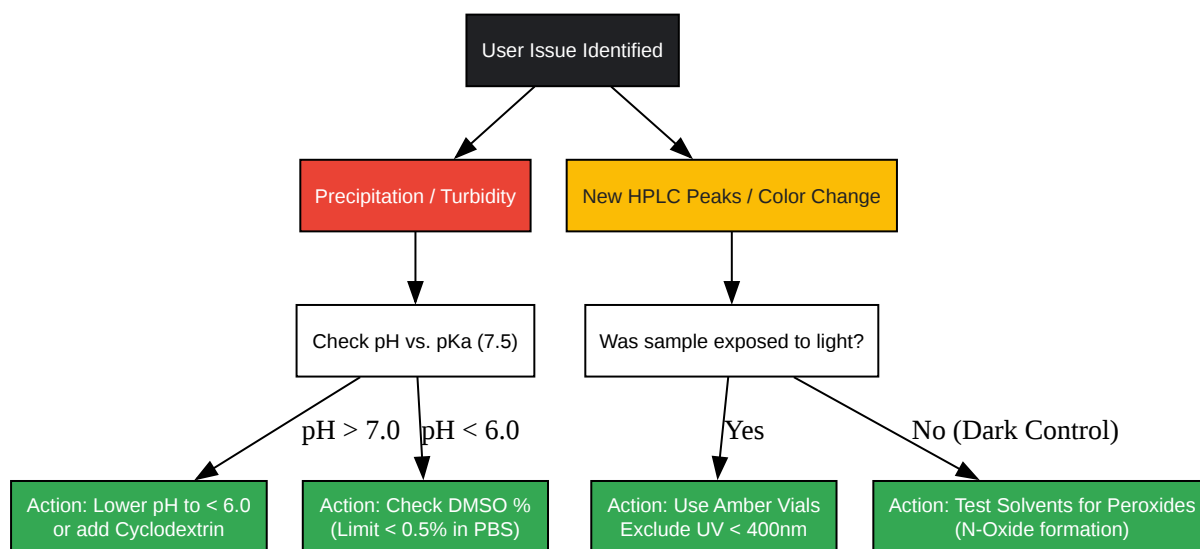 User Issue Identified
Precipitation / Turbidity
New HPLC Peaks / Color Change
Check pH vs. pKa (7.5)
Was sample exposed to light?
pH > 7.0
pH < 6.0
Yes
No (Dark Control)
Action: Lower pH to < 6.0
or add Cyclodextrin
Action: Check DMSO %
(Limit < 0.5% in PBS)
Action: Use Amber Vials
Exclude UV < 400nm
Action: Test Solvents for Peroxides
(N-Oxide formation)